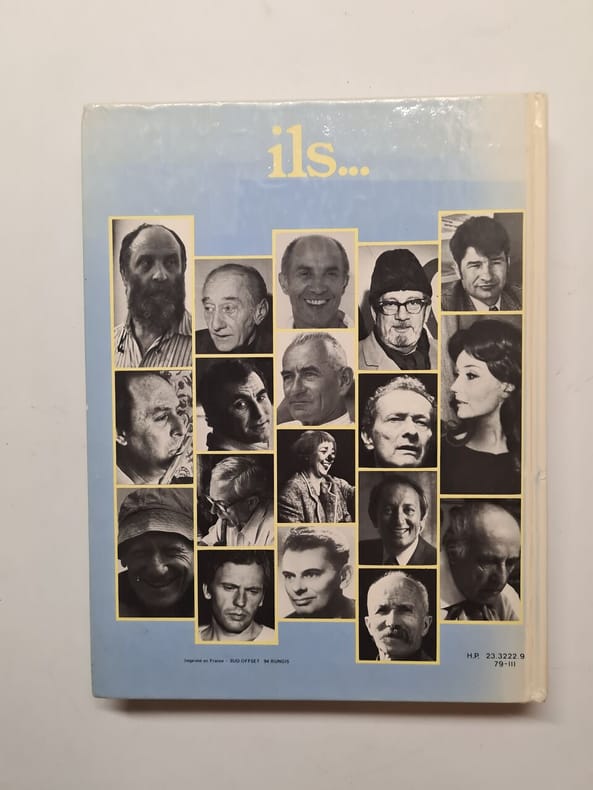 ils...
Imprimé en France - SUD OFFSET 94 RUNGIS
H.P. 23.3222.9
79-III